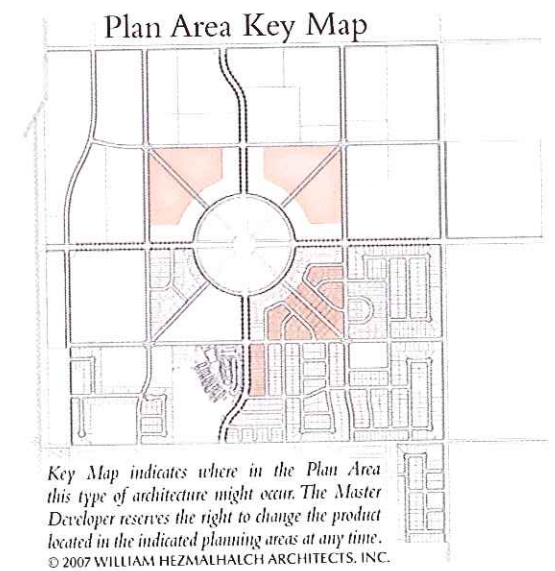 Plan Area Key Map
Key Map indicates where in the Plan Area
this type of architecture might occur. The Master
Developer reserves the right to change the product
located in the indicated planning areas at any time.
© 2007 WILLIAM HEZMALHALCH ARCHITECTS, INC.